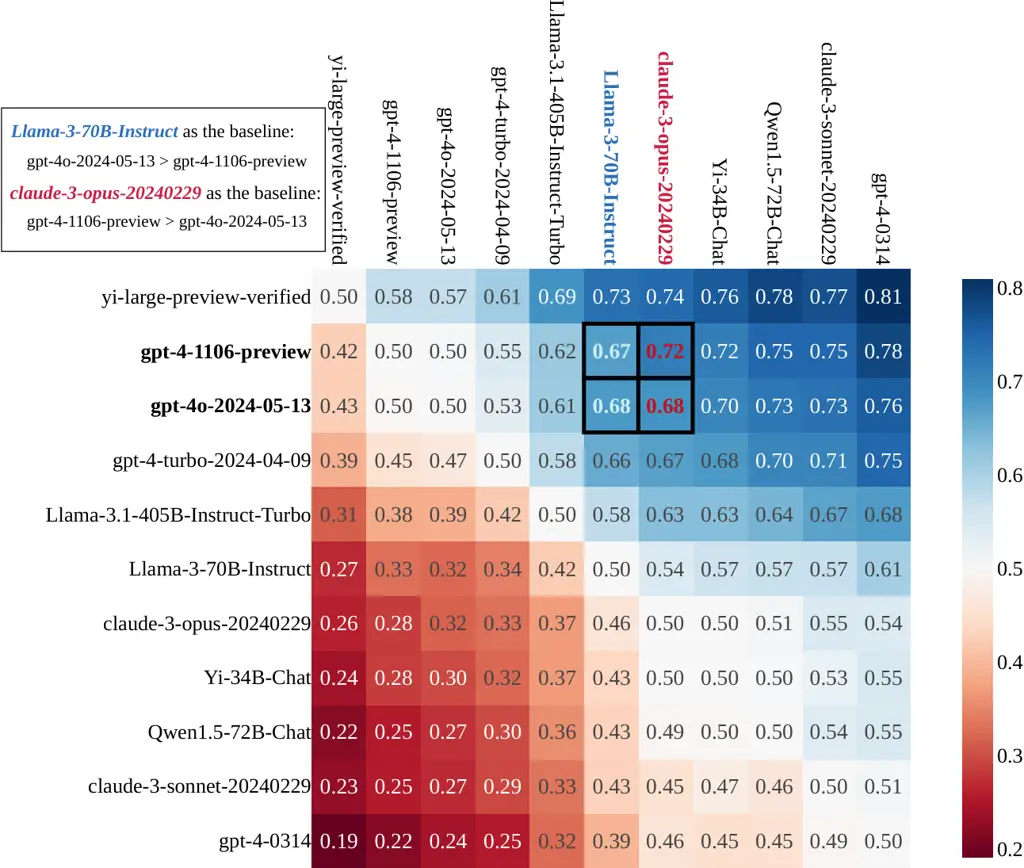 Llama-3-70B-Instruct as the baseline:
gpt-4o-2024-05-13 > gpt-4-1106-preview
claude-3-opus-20240229 as the baseline:
gpt-4-1106-preview > gpt-4o-2024-05-13
yi-large-preview-verified
gpt-4-1106-preview
gpt-4o-2024-05-13
gpt-4-turbo-2024-04-09
Llama-3.1-405B-Instruct-Turbo
Llama-3-70B-Instruct
claude-3-opus-20240229
Yi-34B-Chat
Qwen1.5-72B-Chat
claude-3-sonnet-20240229
gpt-4-0314
yi-large-preview-verified 0.50 0.58 0.57 0.61 0.69 0.73 0.74 0.76 0.78 0.77 0.81
gpt-4-1106-preview 0.42 0.50 0.50 0.55 0.62 0.67 0.72 0.72 0.75 0.75 0.78
gpt-4o-2024-05-13 0.43 0.50 0.50 0.53 0.61 0.68 0.68 0.70 0.73 0.73 0.76
gpt-4-turbo-2024-04-09 0.39 0.45 0.47 0.50 0.58 0.66 0.67 0.68 0.70 0.71 0.75
Llama-3.1-405B-Instruct-Turbo 0.31 0.38 0.39 0.42 0.50 0.58 0.63 0.63 0.64 0.67 0.68
Llama-3-70B-Instruct 0.27 0.33 0.32 0.34 0.42 0.50 0.54 0.57 0.57 0.57 0.61
claude-3-opus-20240229 0.26 0.28 0.32 0.33 0.37 0.46 0.50 0.50 0.51 0.55 0.54
Yi-34B-Chat 0.24 0.28 0.30 0.32 0.37 0.43 0.50 0.50 0.50 0.53 0.55
Qwen1.5-72B-Chat 0.22 0.25 0.27 0.30 0.36 0.43 0.49 0.50 0.50 0.54 0.55
claude-3-sonnet-20240229 0.23 0.25 0.27 0.29 0.33 0.43 0.45 0.47 0.46 0.50 0.51
gpt-4-0314 0.19 0.22 0.24 0.25 0.32 0.39 0.46 0.45 0.45 0.49 0.50
0.8
0.7
0.6
0.5
0.4
0.3
0.2